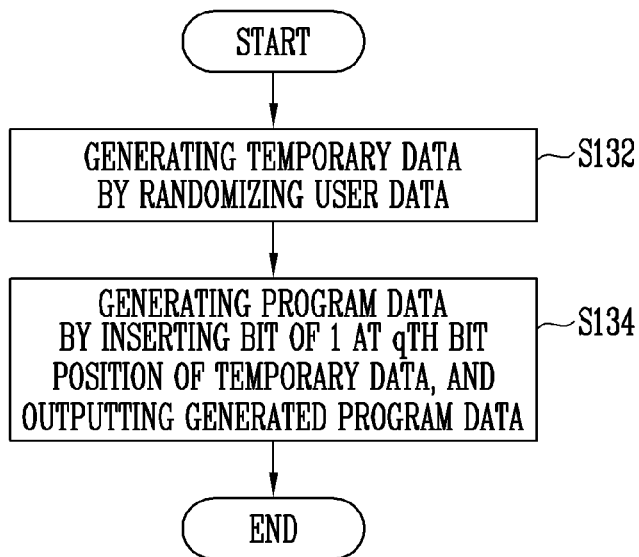 START
GENERATING TEMPORARY DATA
BY RANDOMIZING USER DATA
S132
GENERATING PROGRAM DATA
BY INSERTING BIT OF 1 AT qTH BIT
POSITION OF TEMPORARY DATA, AND
OUTPUTTING GENERATED PROGRAM DATA
S134
END